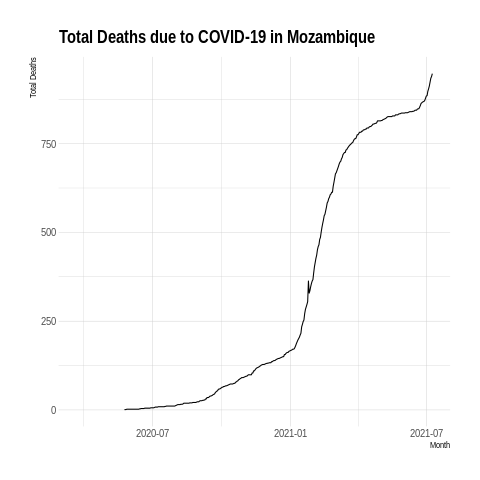 Total Deaths due to COVID-19 in Mozambique
Total Deaths
750
500
250
0
2020-07
2021-01
2021-07
Month